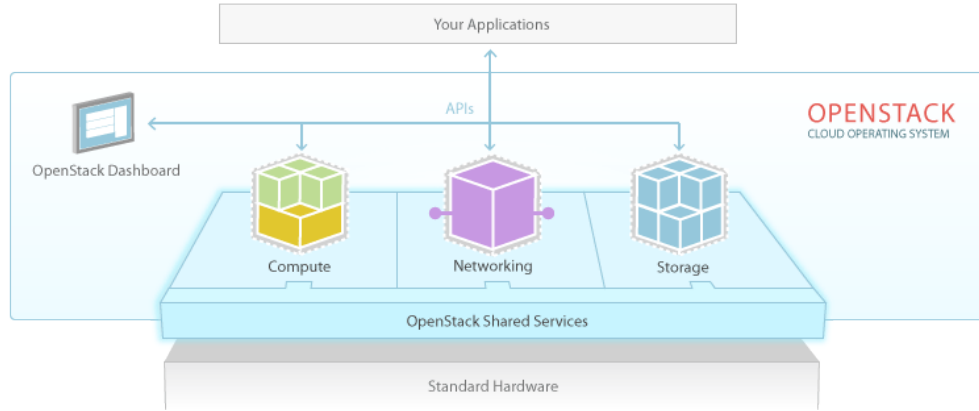 Your Applications
APIs
OPENSTACK
CLOUD OPERATING SYSTEM
OpenStack Dashboard
Compute
Networking
Storage
OpenStack Shared Services
Standard Hardware